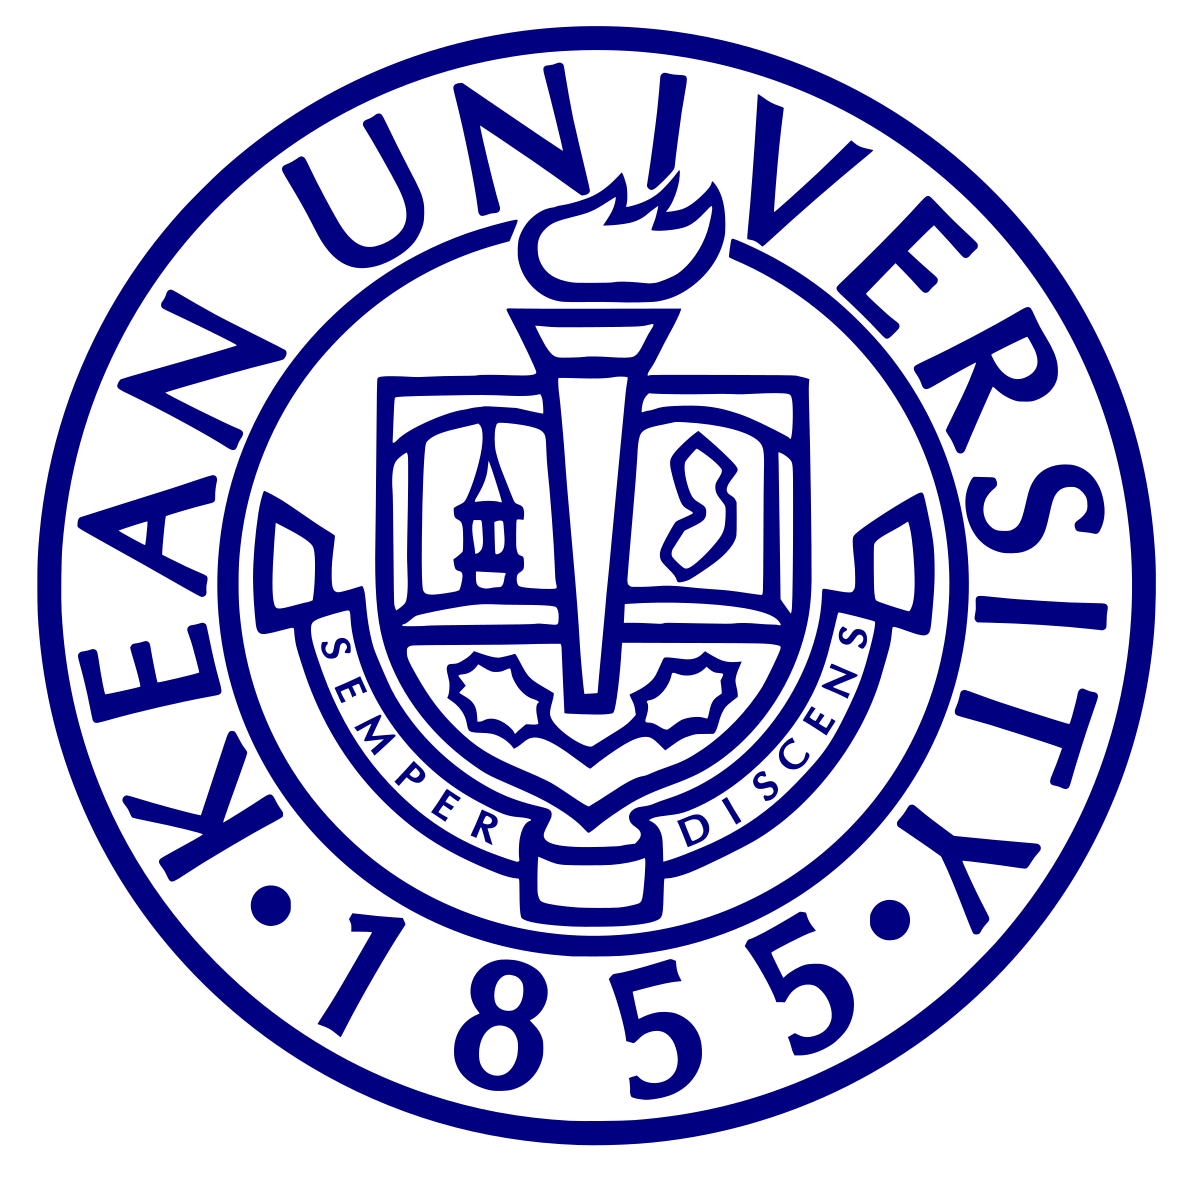 KEAN UNIVERSITY
SEMPER DISCENS
• 1855 •